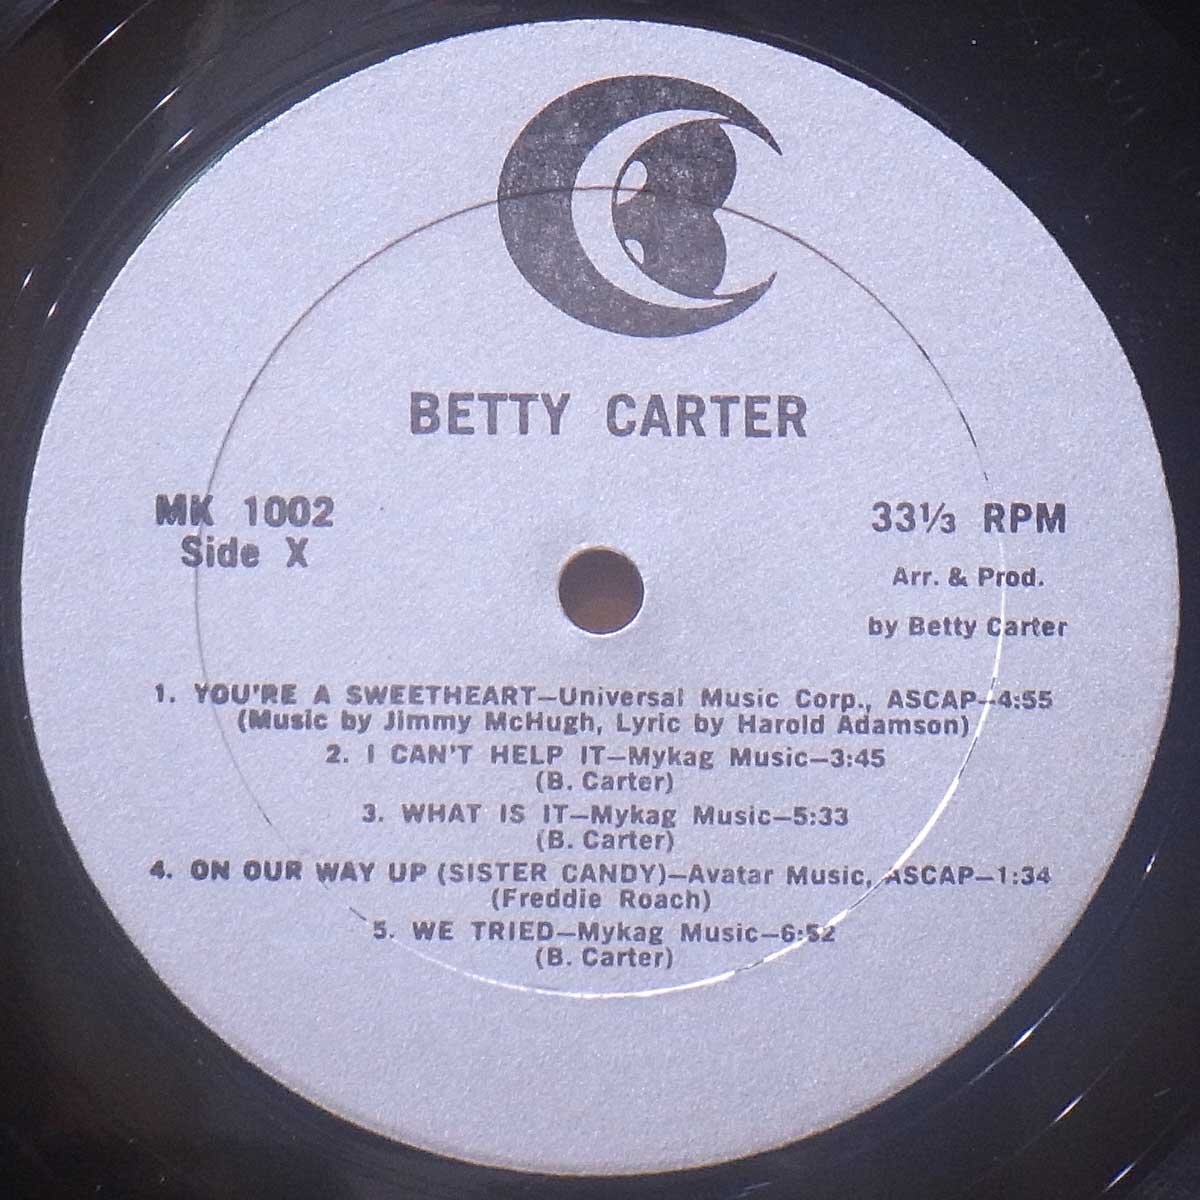 BETTY CARTER
MK 1002
Side X
33⅓ RPM
Arr. & Prod.
by Betty Carter
1. YOU'RE A SWEETHEART—Universal Music Corp., ASCAP—4:55
(Music by Jimmy McHugh, Lyric by Harold Adamson)
2. I CAN'T HELP IT—Mykag Music—3:45
(B. Carter)
3. WHAT IS IT—Mykag Music—5:33
(B. Carter)
4. ON OUR WAY UP (SISTER CANDY)—Avatar Music, ASCAP—1:34
(Freddie Roach)
5. WE TRIED—Mykag Music—6:52
(B. Carter)